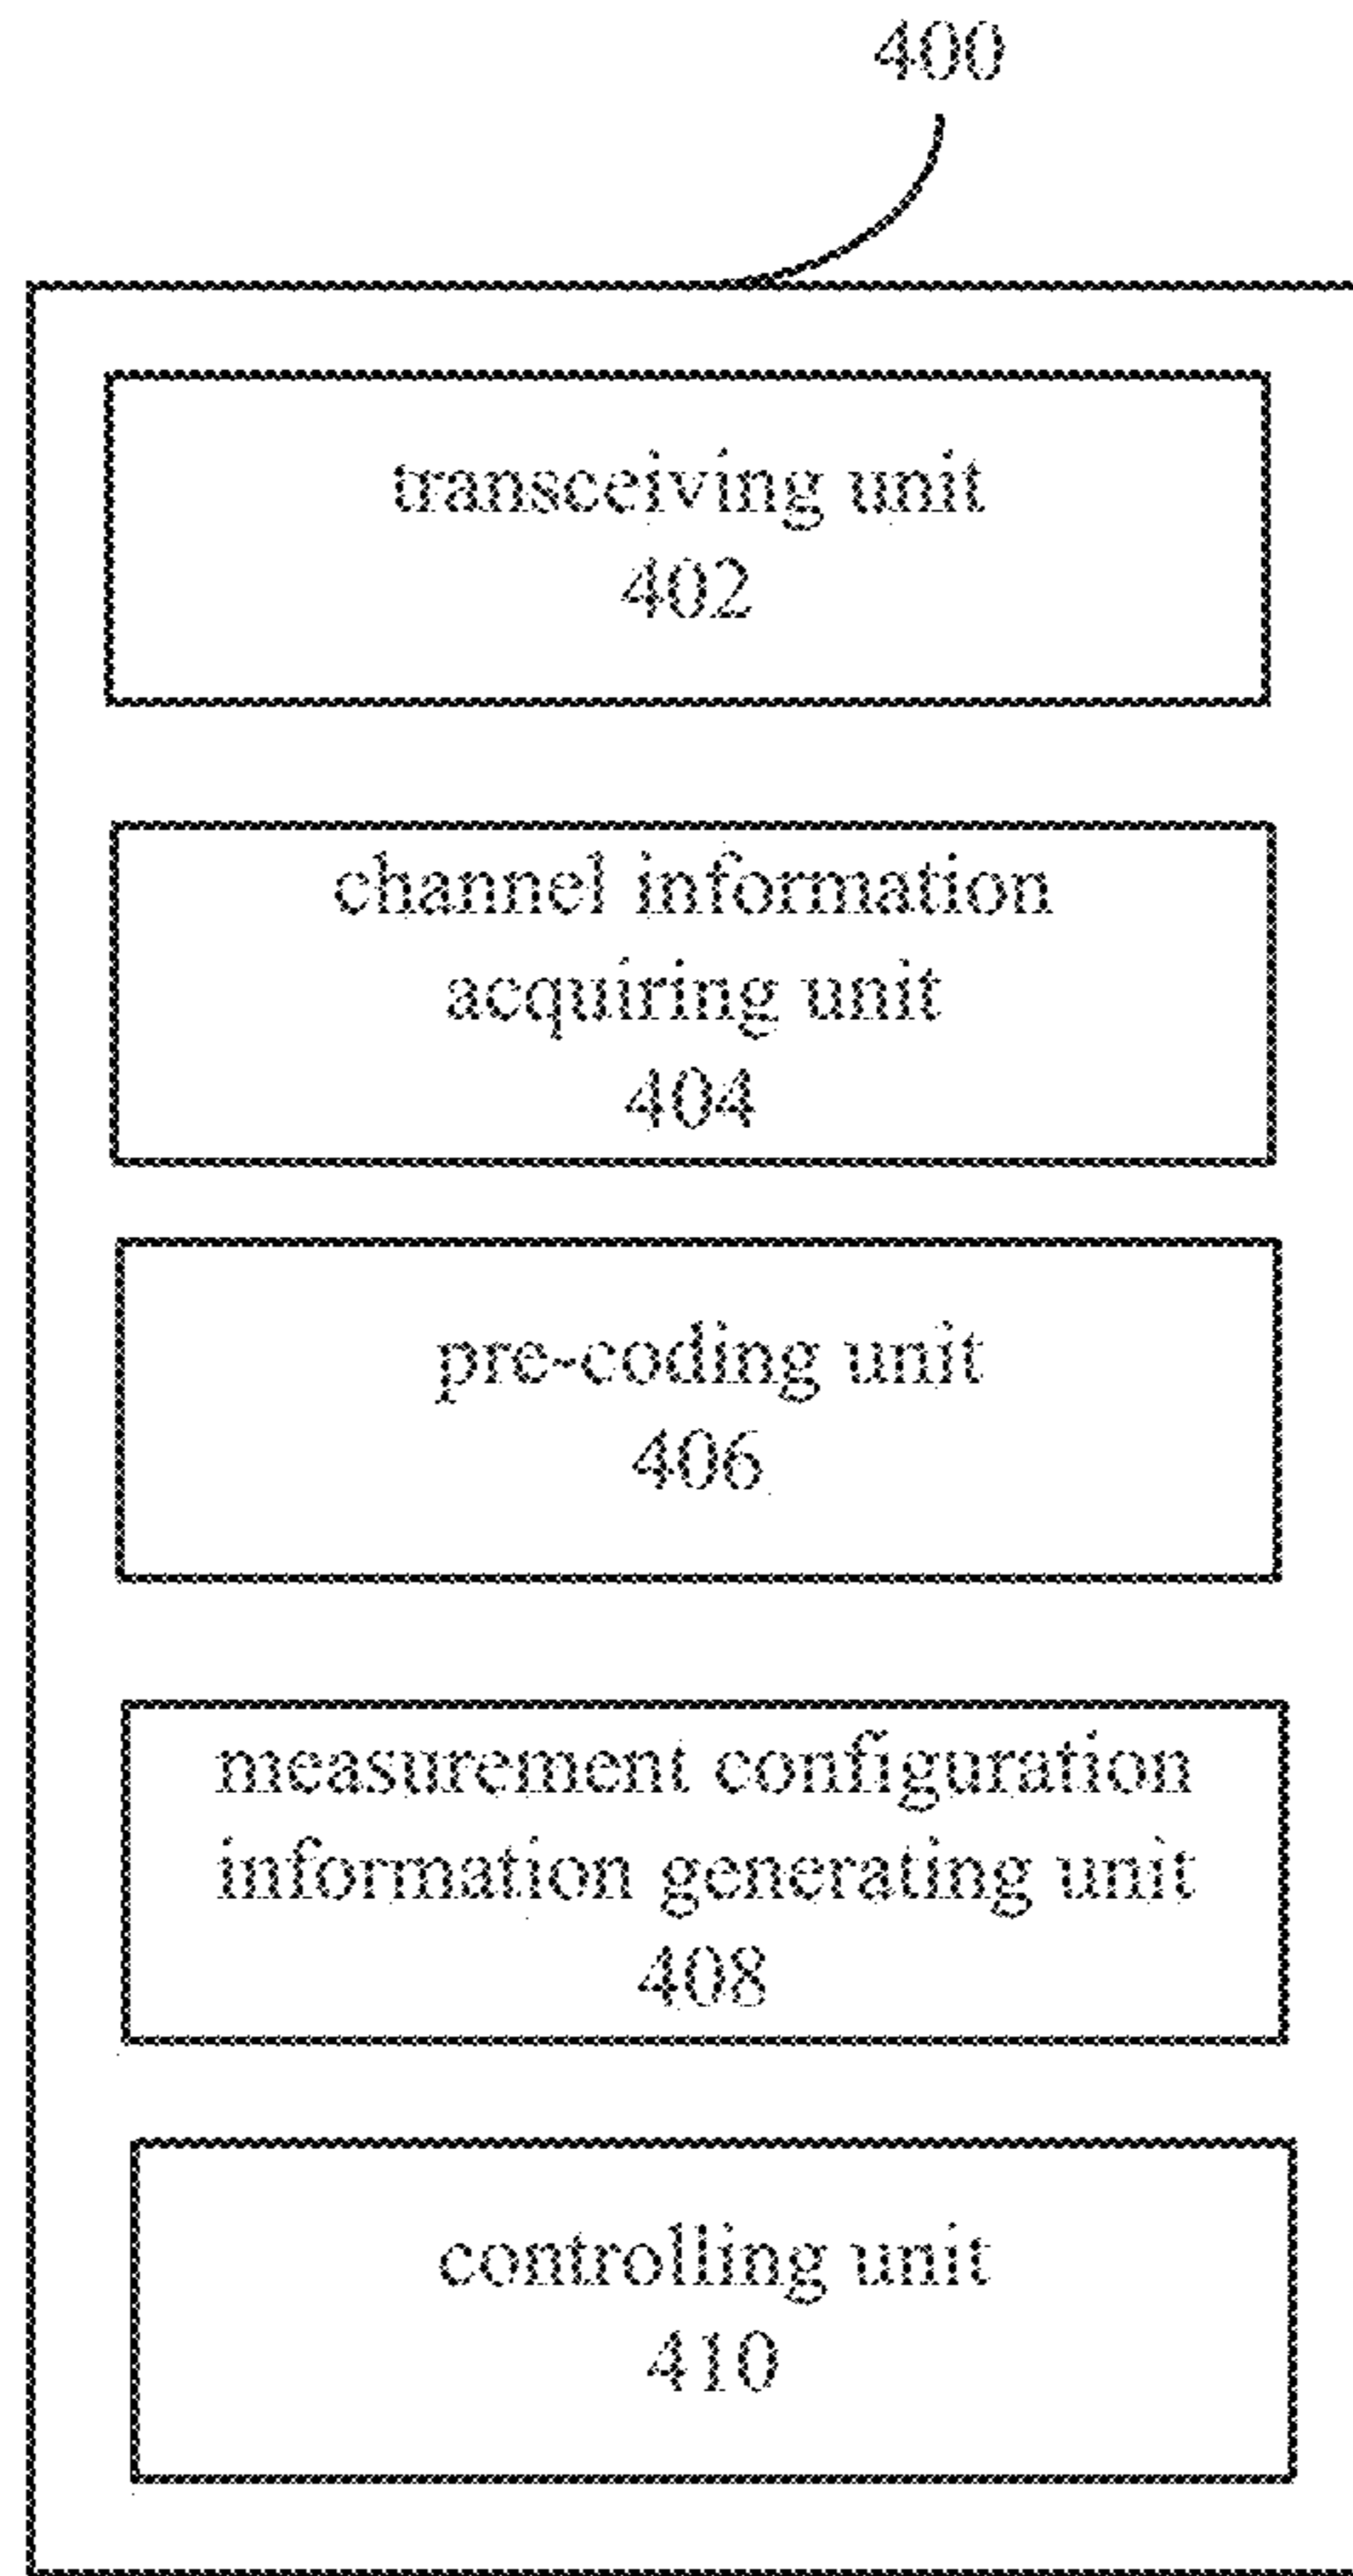 400
transceiving unit
402
channel information
acquiring unit
404
pre-coding unit
406
measurement configuration
information generating unit
408
controlling unit
410